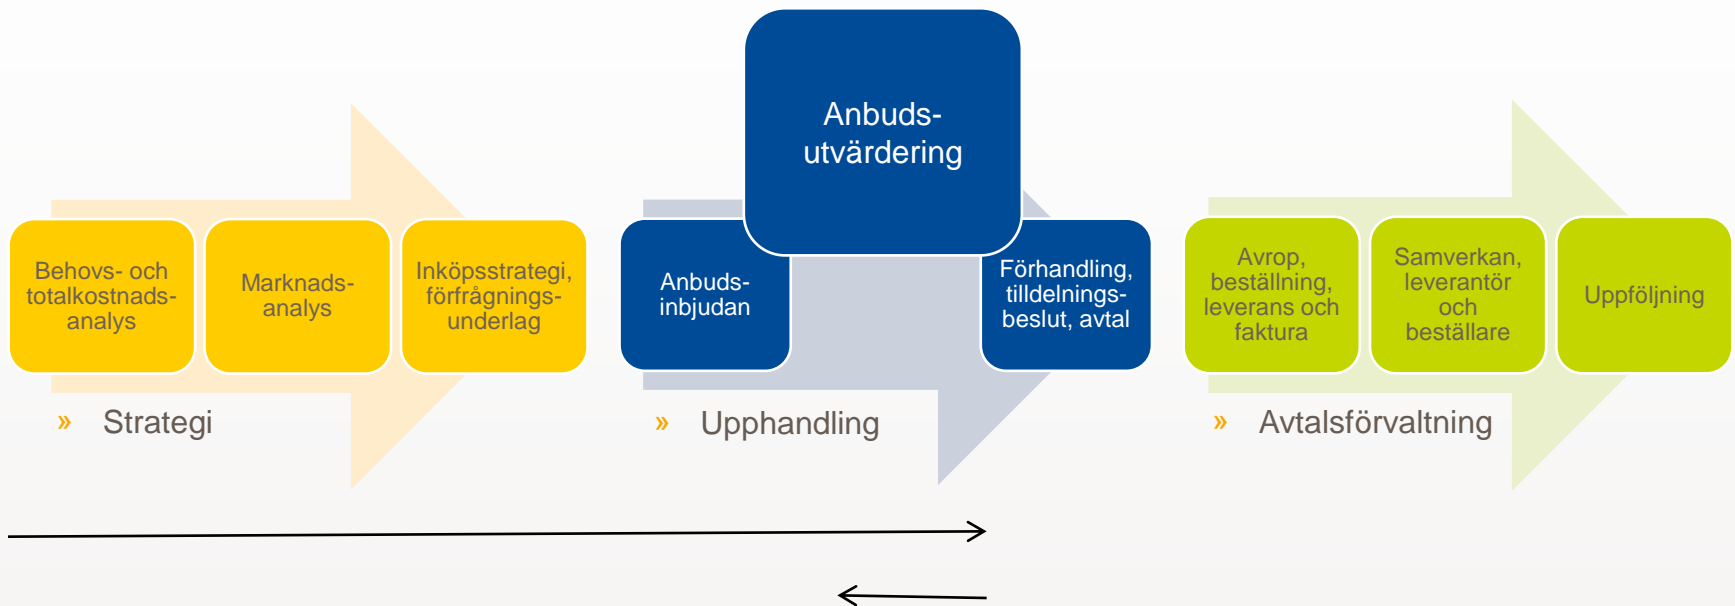 Anbuds-
utvärdering
Behovs- och
totalkostnads-
analys
Marknads-
analys
Inköpsstrategi,
förfrågnings-
underlag
Anbuds-
inbjudan
Förhandling,
tilldelnings-
beslut, avtal
Avrop,
beställning,
leverans och
faktura
Samverkan,
leverantör
och
beställare
Uppföljning
» Strategi
» Upphandling
» Avtalsförvaltning